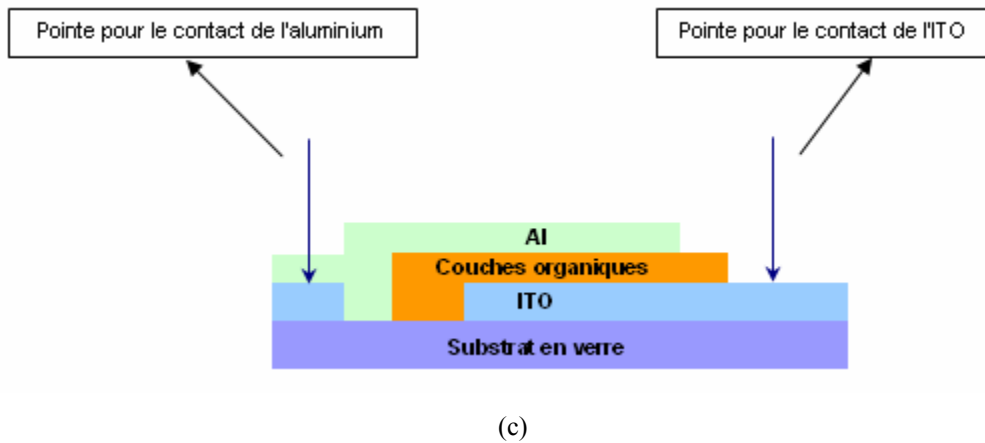 Pointe pour le contact de l'aluminium
Pointe pour le contact de l'ITO
Al
Couches organiques
ITO
Substrat en verre
(c)